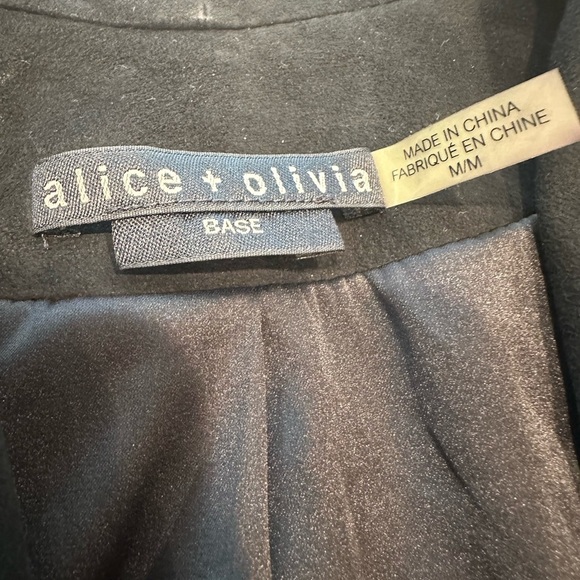 alice + olivia
BASE
MADE IN CHINA
FABRIQUÉ EN CHINE
M/M